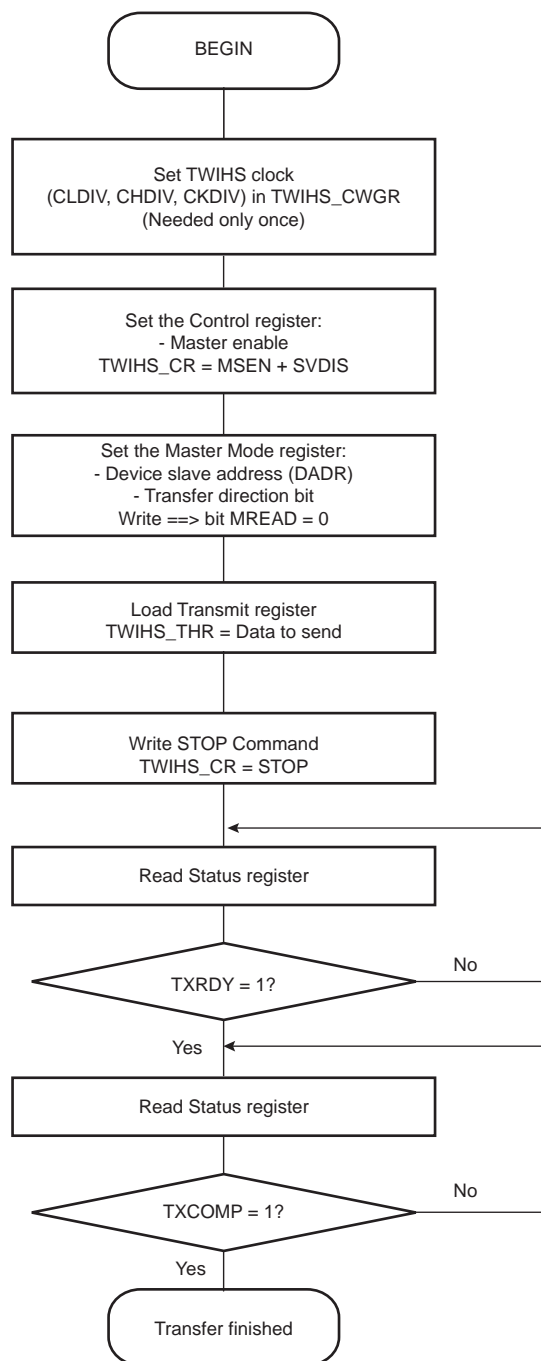 BEGIN
Set TWIHS clock
(CLDIV, CHDIV, CKDIV) in TWIHS_CWGR
(Needed only once)
Set the Control register:
- Master enable
TWIHS_CR = MSEN + SVDIS
Set the Master Mode register:
- Device slave address (DADR)
- Transfer direction bit
Write ==> bit MREAD = 0
Load Transmit register
TWIHS_THR = Data to send
Write STOP Command
TWIHS_CR = STOP
Read Status register
TXRDY = 1?
No
Yes
Read Status register
TXCOMP = 1?
No
Yes
Transfer finished